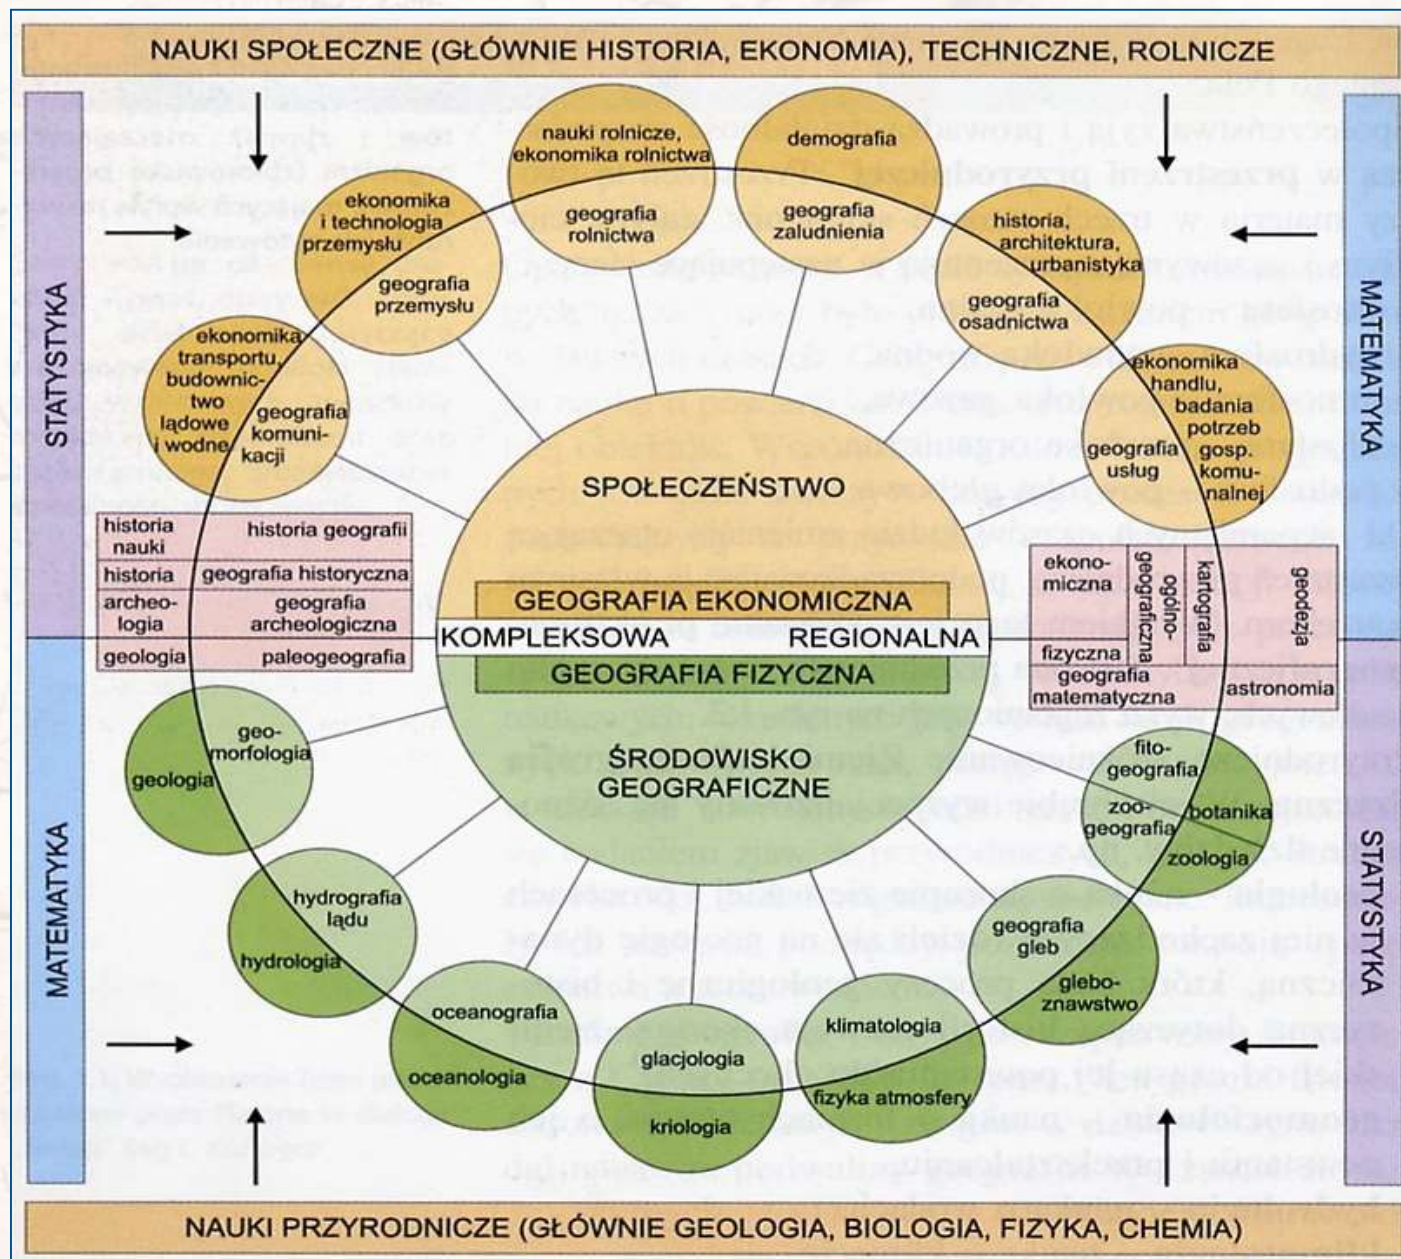 NAUKI SPOŁECZNE (GŁÓWNIE HISTORIA, EKONOMIA), TECHNICZNE, ROLNICZE
STATYSTYKA
MATEMATYKA
nauki rolnicze,
ekonomika rolnictwa
geografia
rolnictwa
demografia
geografia
zaludnienia
ekonomika
i technologia
przemysłu
geografia
przemysłu
historia,
architektura,
urbanistyka
geografia
osadnictwa
ekonomika
transportu,
budownic-
two
lądowe
i wodne
geografia
komuni-
kacji
ekonomika
handlu,
badania
potrzeb
gosp.
komu-
nalnej
geografia
usług
SPOŁECZEŃSTWO
historia
nauki
historia geografii
historia
geografia historyczna
archeo-
logia
geografia
archeologiczna
geologia
paleogeografia
GEOGRAFIA EKONOMICZNA
KOMPLEKSOWA REGIONALNA
GEOGRAFIA FIZYCZNA
ekono-
miczna
fizyczna
ogólno-
geograficzna
kartografia
geodezja
geografia
matematyczna
astronomia
ŚRODOWISKO
GEOGRAFICZNE
geo-
morfologia
geologia
fito-
geografia
botanika
zoo-
geografia
zoologia
hydrografia
lądu
hydrologia
geografia
gleb
glebo-
znawstwo
oceanografia
oceanologia
glacjologia
kriologia
klimatologia
fizyka atmosfery
MATEMATYKA
STATYSTYKA
NAUKI PRZYRODNICZE (GŁÓWNIE GEOLOGIA, BIOLOGIA, FIZYKA, CHEMIA)